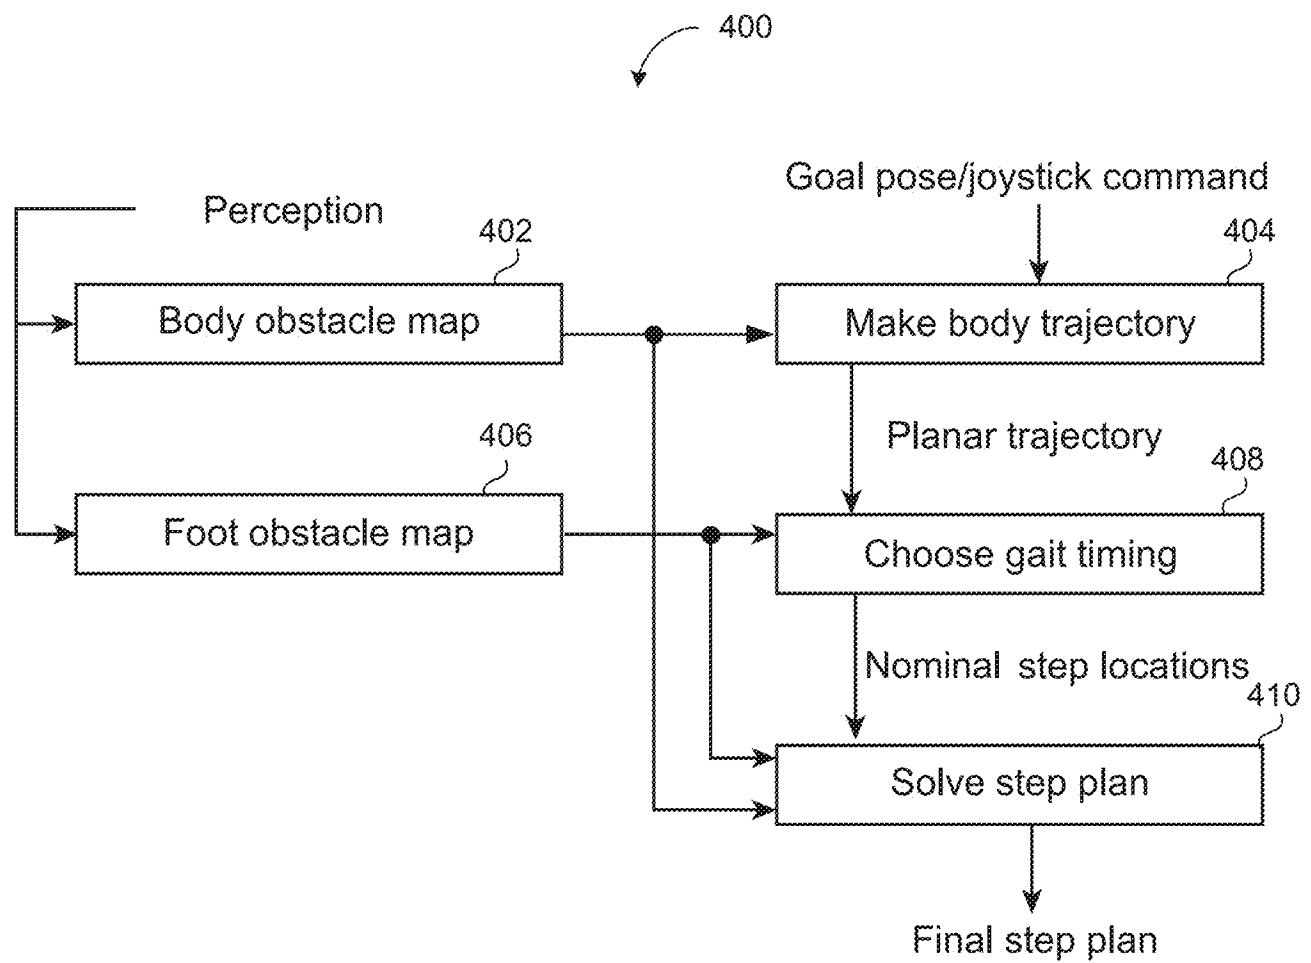 400
Goal pose/joystick command
Perception
402
404
Body obstacle map
Make body trajectory
Planar trajectory
406
408
Foot obstacle map
Choose gait timing
Nominal step locations
410
Solve step plan
Final step plan